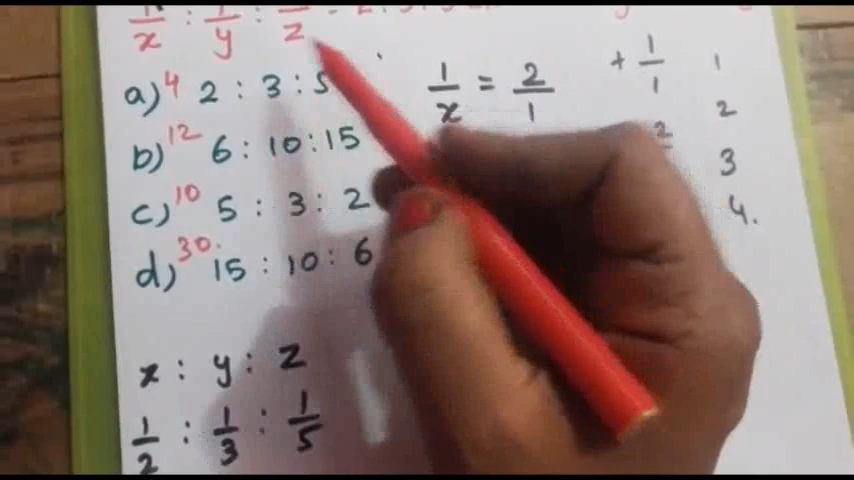 1/x : 1/y : 1/z
a) 4 2 : 3 : 5
b) 12 6 : 10 : 15
c) 10 5 : 3 : 2
d) 30. 15 : 10 : 6
x : y : z
1/2 : 1/3 : 1/5
1/x = 2/1
+ 1/1 1
2 2
3
4.